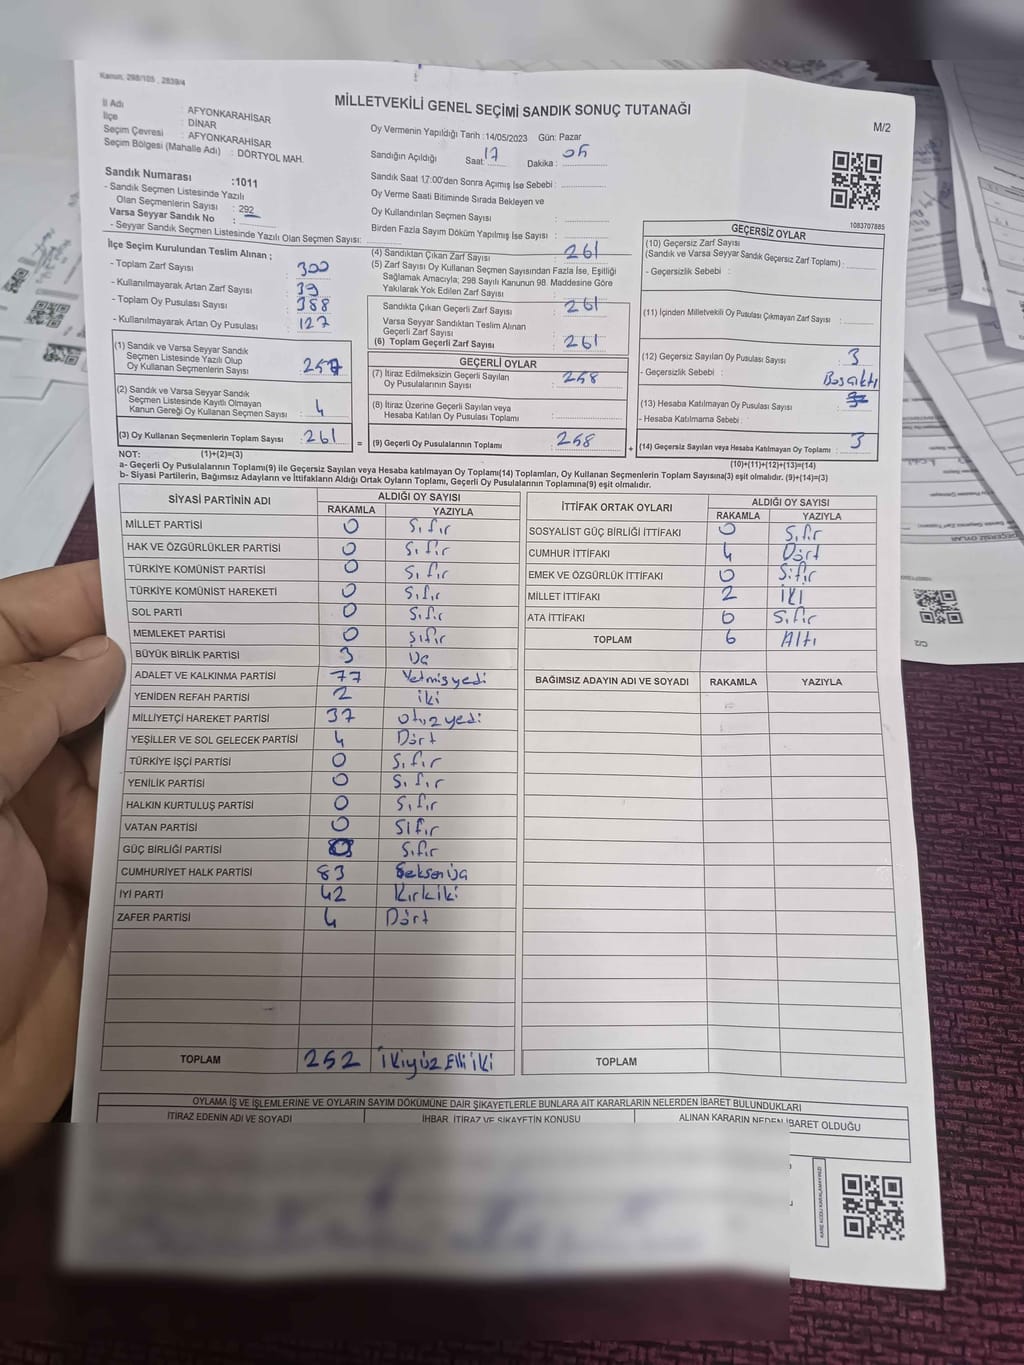 Kanun. 298/105 , 2839/4
MİLLETVEKİLİ GENEL SEÇİMİ SANDIK SONUÇ TUTANAĞI
M/2
İl Adı : AFYONKARAHİSAR
İlçe : DİNAR
Seçim Çevresi : AFYONKARAHİSAR
Seçim Bölgesi (Mahalle Adı) : DÖRTYOL MAH.
Oy Vermenin Yapıldığı Tarih :14/05/2023 Gün: Pazar
Sandığın Açıldığı Saat: 17 Dakika : 05
Sandık Saat 17:00'den Sonra Açımış İse Sebebi :
Oy Verme Saati Bitiminde Sırada Bekleyen ve
Oy Kullandırılan Seçmen Sayısı :
Birden Fazla Sayım Döküm Yapılmış İse Sayısı :
Sandık Numarası :1011
- Sandık Seçmen Listesinde Yazılı
Olan Seçmenlerin Sayısı : 292
Varsa Seyyar Sandık No :
- Seyyar Sandık Seçmen Listesinde Yazılı Olan Seçmen Sayısı:
1083707885
İlçe Seçim Kurulundan Teslim Alınan ;
- Toplam Zarf Sayısı : 300
- Kullanılmayarak Artan Zarf Sayısı : 39
- Toplam Oy Pusulası Sayısı : 388
- Kullanılmayarak Artan Oy Pusulası : 127
(1) Sandık ve Varsa Seyyar Sandık
Seçmen Listesinde Yazılı Olup
Oy Kullanan Seçmenlerin Sayısı : 257
(2) Sandık ve Varsa Seyyar Sandık
Seçmen Listesinde Kayıtlı Olmayan
Kanun Gereği Oy Kullanan Seçmen Sayısı : 4
(3) Oy Kullanan Seçmenlerin Toplam Sayısı : 261
(4) Sandıktan Çıkan Zarf Sayısı : 261
(5) Zarf Sayısı Oy Kullanan Seçmen Sayısından Fazla İse, Eşitliği
Sağlamak Amacıyla; 298 Sayılı Kanunun 98. Maddesine Göre
Yakılarak Yok Edilen Zarf Sayısı :
Sandıkta Çıkan Geçerli Zarf Sayısı : 261
Varsa Seyyar Sandıktan Teslim Alınan
Geçerli Zarf Sayısı :
(6) Toplam Geçerli Zarf Sayısı : 261
GEÇERLİ OYLAR
(7) İtiraz Edilmeksizin Geçerli Sayılan
Oy Pusulalarının Sayısı : 258
(8) İtiraz Üzerine Geçerli Sayılan veya
Hesaba Katılan Oy Pusulası Toplamı :
= (9) Geçerli Oy Pusulalarının Toplamı : 258
GEÇERSİZ OYLAR
(10) Geçersiz Zarf Sayısı
(Sandık ve Varsa Seyyar Sandık Geçersiz Zarf Toplamı) :
- Geçersizlik Sebebi :
(11) İçinden Milletvekili Oy Pusulası Çıkmayan Zarf Sayısı :
(12) Geçersiz Sayılan Oy Pusulası Sayısı : 3
- Geçersizlik Sebebi : Boş çıktı
(13) Hesaba Katılmayan Oy Pusulası Sayısı :
- Hesaba Katılmama Sebebi :
+ (14) Geçersiz Sayılan veya Hesaba Katılmayan Oy Toplamı : 3
NOT: (1)+(2)=(3)
(10)+(11)+(12)+(13)=(14)
a- Geçerli Oy Pusulalarının Toplamı(9) ile Geçersiz Sayılan veya Hesaba katılmayan Oy Toplamı(14) Toplamları, Oy Kullanan Seçmenlerin Toplam Sayısına(3) eşit olmalıdır. (9)+(14)=(3)
b- Siyasi Partilerin, Bağımsız Adayların ve İttifakların Aldığı Ortak Oyların Toplamı, Geçerli Oy Pusulalarının Toplamına(9) eşit olmalıdır.
SİYASİ PARTİNİN ADI ALDIĞI OY SAYISI
RAKAMLA YAZIYLA
MİLLET PARTİSİ 0 Sıfır
HAK VE ÖZGÜRLÜKLER PARTİSİ 0 Sıfır
TÜRKİYE KOMÜNİST PARTİSİ 0 Sıfır
TÜRKİYE KOMÜNİST HAREKETİ 0 Sıfır
SOL PARTİ 0 Sıfır
MEMLEKET PARTİSİ 0 Sıfır
BÜYÜK BİRLİK PARTİSİ 3 Üç
ADALET VE KALKINMA PARTİSİ 77 Yetmişyedi
YENİDEN REFAH PARTİSİ 2 iki
MİLLİYETÇİ HAREKET PARTİSİ 37 otuzyedi
YEŞİLLER VE SOL GELECEK PARTİSİ 4 Dört
TÜRKİYE İŞÇİ PARTİSİ 0 Sıfır
YENİLİK PARTİSİ 0 Sıfır
HALKIN KURTULUŞ PARTİSİ 0 Sıfır
VATAN PARTİSİ 0 Sıfır
GÜÇ BİRLİĞİ PARTİSİ 0 Sıfır
CUMHURİYET HALK PARTİSİ 83 Seksenüç
İYİ PARTİ 42 Kırkiki
ZAFER PARTİSİ 4 Dört
TOPLAM 252 ikiyüz Elli iki
İTTİFAK ORTAK OYLARI ALDIĞI OY SAYISI
RAKAMLA YAZIYLA
SOSYALİST GÜÇ BİRLİĞİ İTTİFAKI 0 Sıfır
CUMHUR İTTİFAKI 4 Dört
EMEK VE ÖZGÜRLÜK İTTİFAKI 0 Sıfır
MİLLET İTTİFAKI 2 İKİ
ATA İTTİFAKI 0 Sıfır
TOPLAM 6 Altı
BAĞIMSIZ ADAYIN ADI VE SOYADI RAKAMLA YAZIYLA
TOPLAM
OYLAMA İŞ VE İŞLEMLERİNE VE OYLARIN SAYIM DÖKÜMÜNE DAİR ŞİKAYETLERLE BUNLARA AİT KARARLARIN NELERDEN İBARET BULUNDUKLARI
İTİRAZ EDENİN ADI VE SOYADI İHBAR, İTİRAZ VE ŞİKAYETİN KONUSU ALINAN KARARIN NEDEN İBARET OLDUĞU
KARE KODU KARALAMAYINIZ!